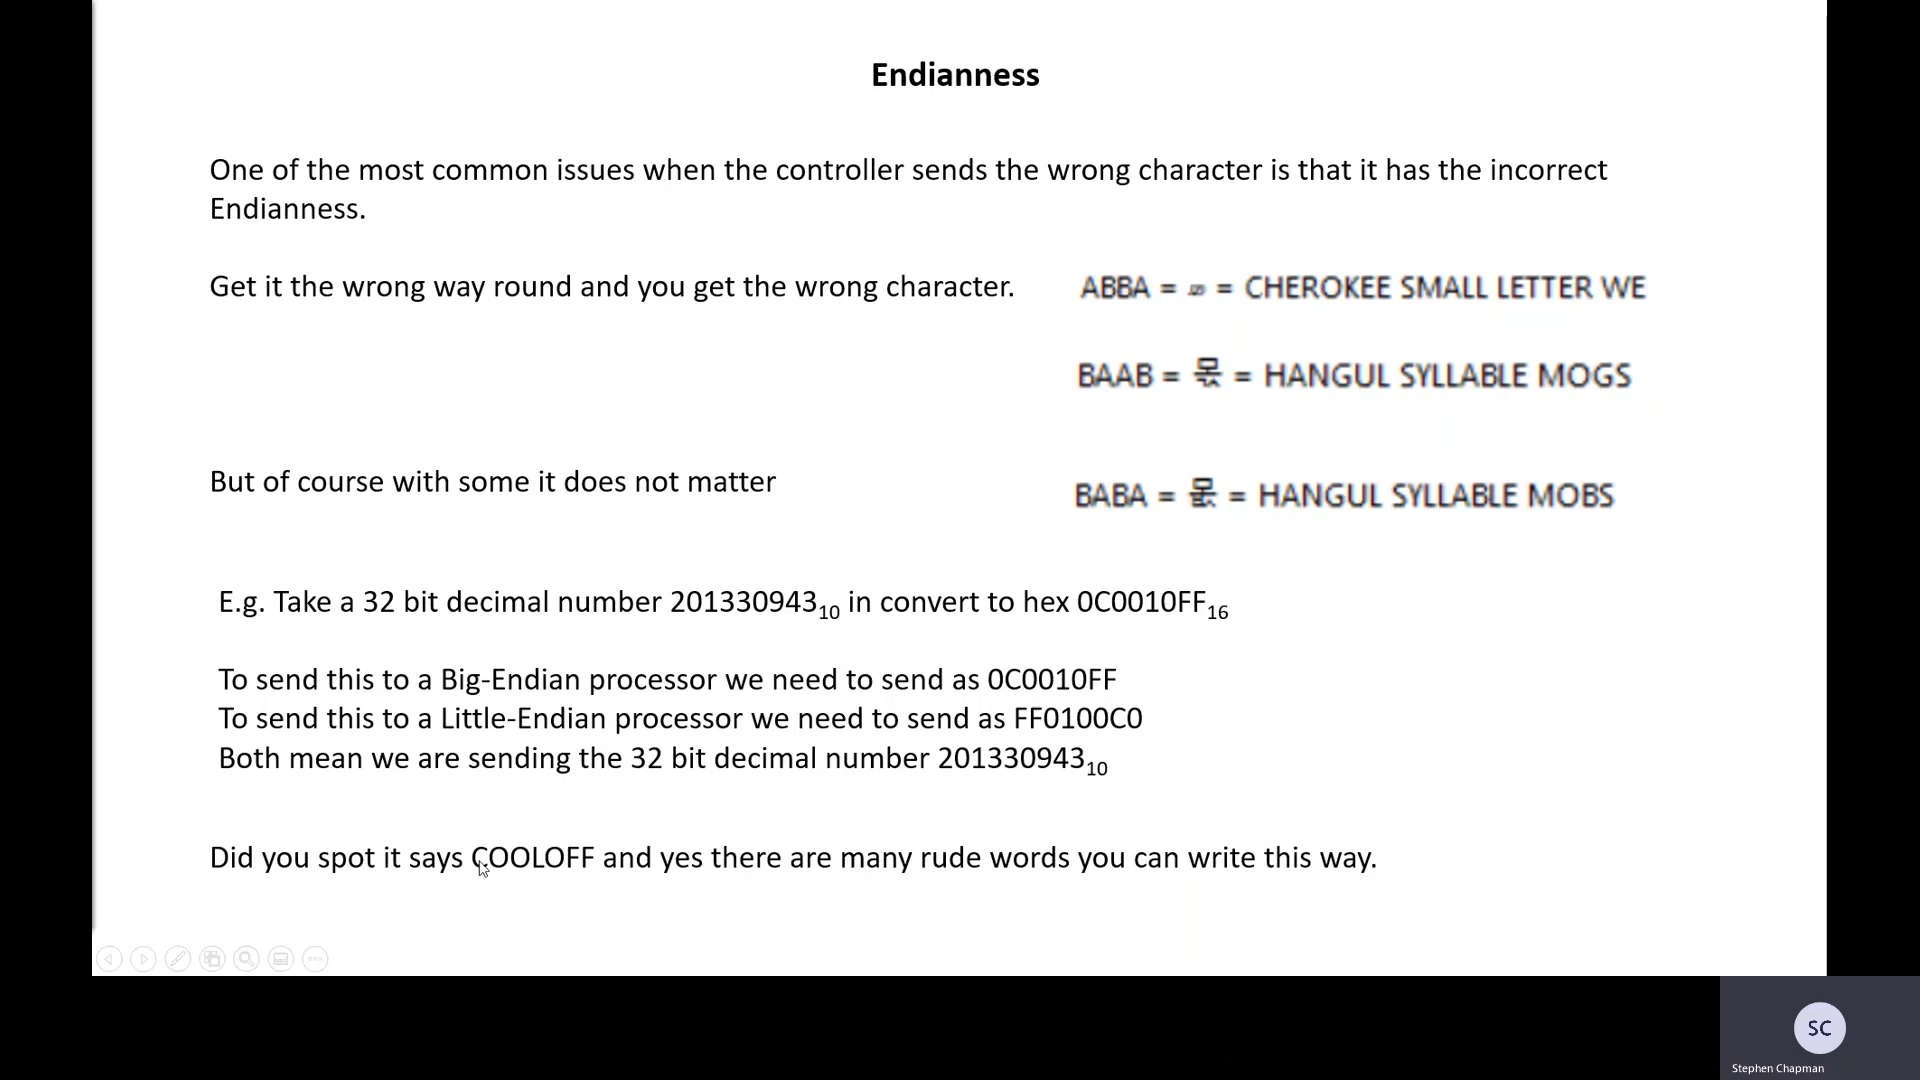 Endianness
One of the most common issues when the controller sends the wrong character is that it has the incorrect
Endianness.
Get it the wrong way round and you get the wrong character.
ABBA = ꮺ = CHEROKEE SMALL LETTER WE
BAAB = 몫 = HANGUL SYLLABLE MOGS
But of course with some it does not matter
BABA = 몺 = HANGUL SYLLABLE MOBS
E.g. Take a 32 bit decimal number 201330943₁₀ in convert to hex 0C0010FF₁₆
To send this to a Big-Endian processor we need to send as 0C0010FF
To send this to a Little-Endian processor we need to send as FF0100C0
Both mean we are sending the 32 bit decimal number 201330943₁₀
Did you spot it says COOLOFF and yes there are many rude words you can write this way.
SC
Stephen Chapman